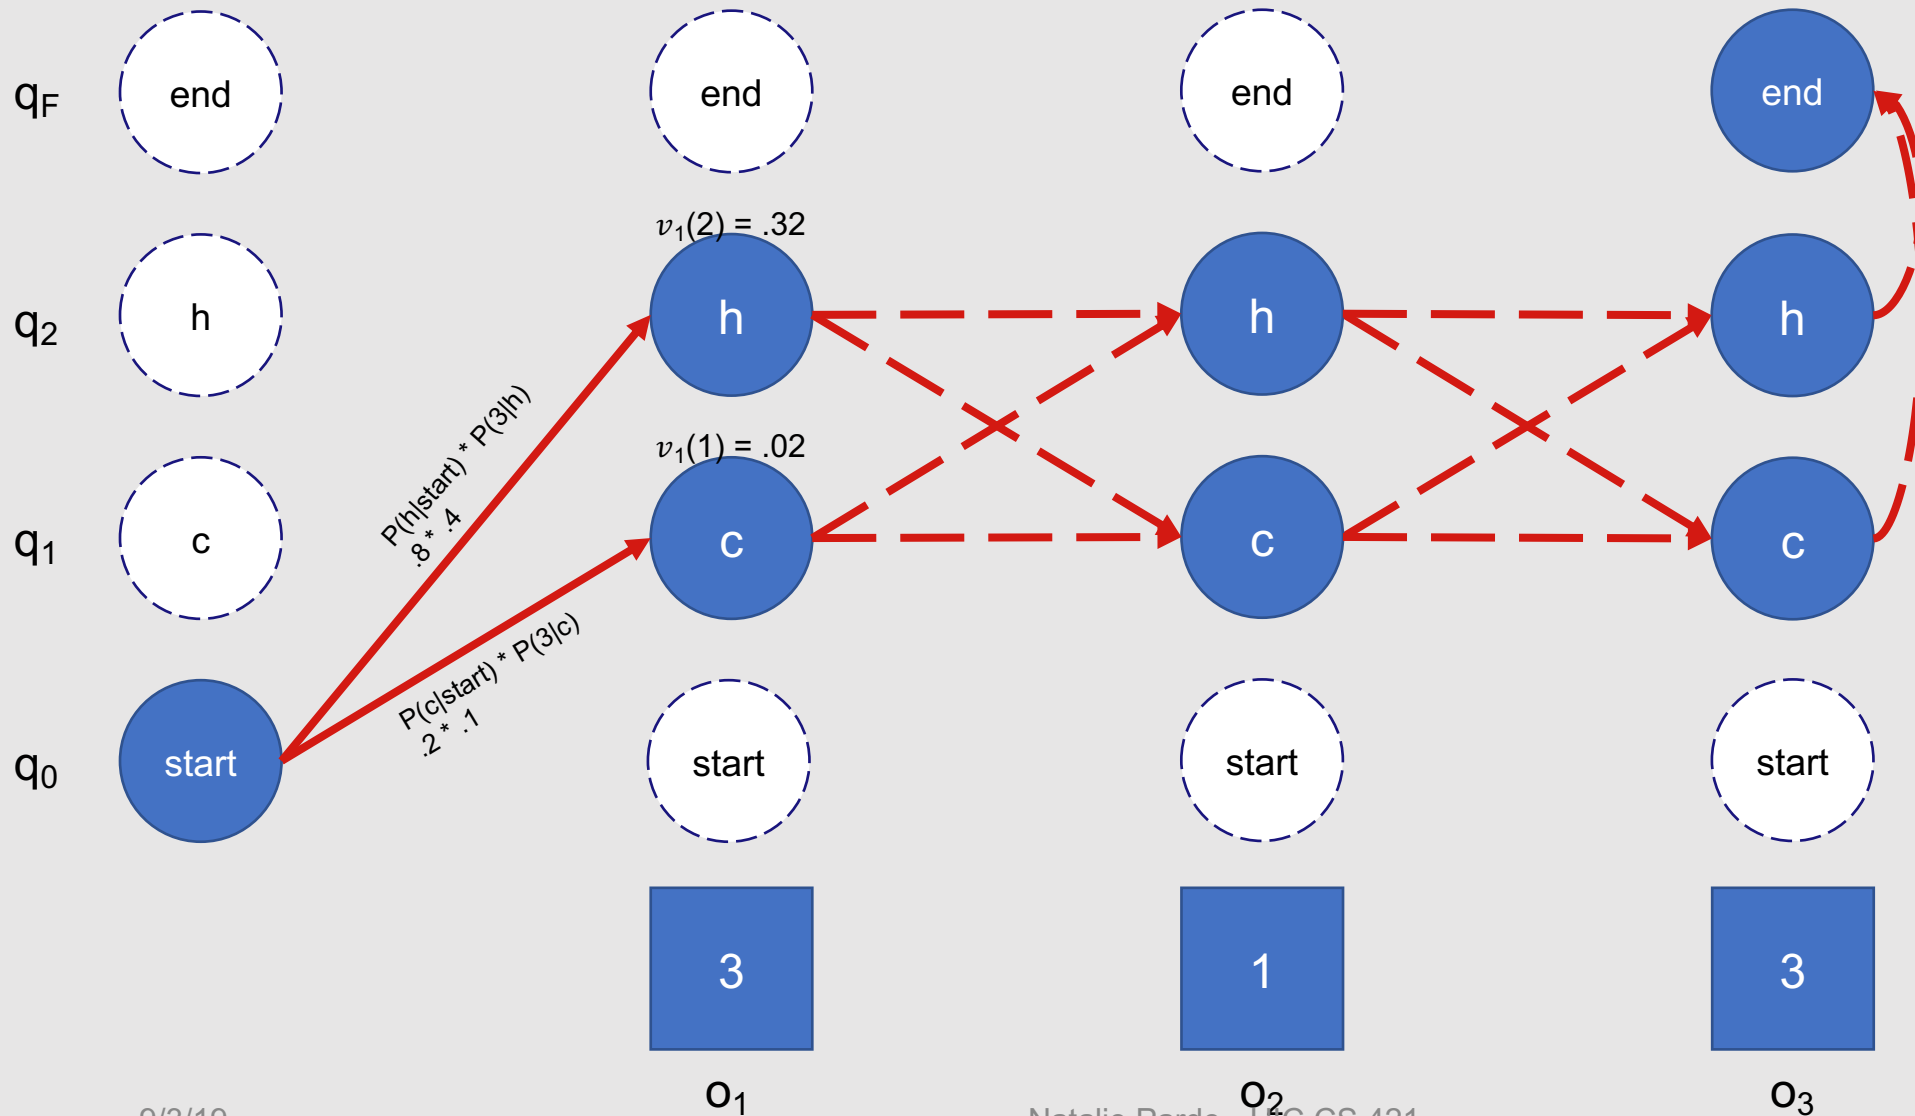 q_F end end end end
v₁(2) = .32
q₂ h h h h
P(h|start) * P(3|h)
.8 * .4
v₁(1) = .02
q₁ c c c c
P(c|start) * P(3|c)
.2 * .1
q₀ start start start start
3 1 3
o₁ o₂ o₃